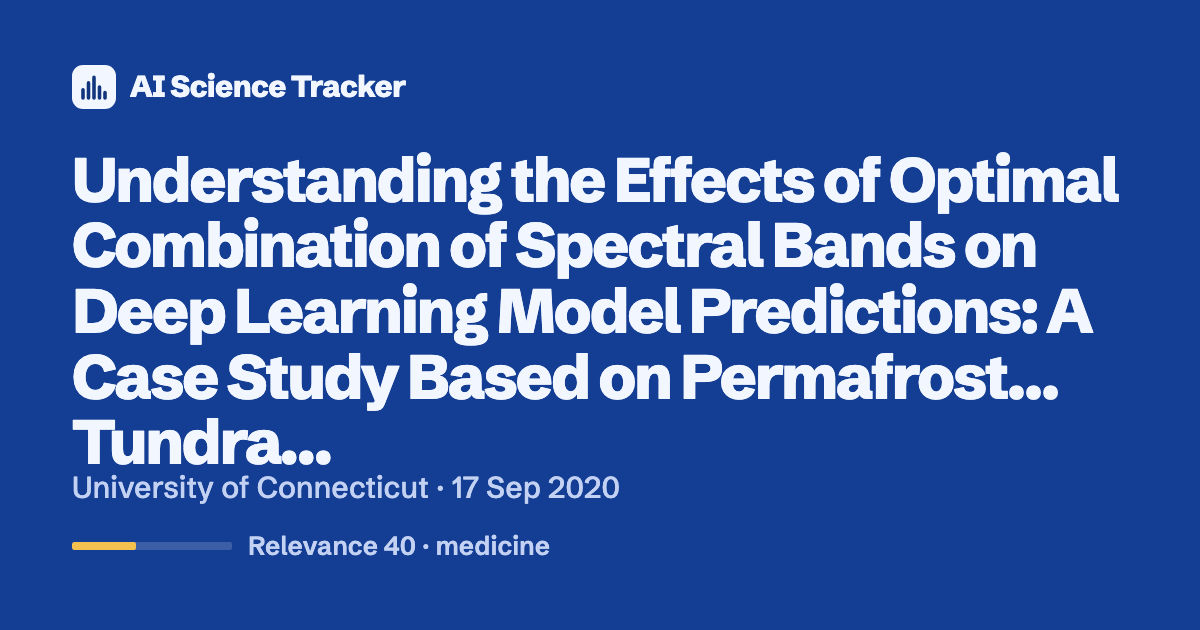 AI Science Tracker
Understanding the Effects of Optimal
Combination of Spectral Bands on
Deep Learning Model Predictions: A
Case Study Based on Permafrost...
Tundra...
University of Connecticut · 17 Sep 2020
Relevance 40 · medicine